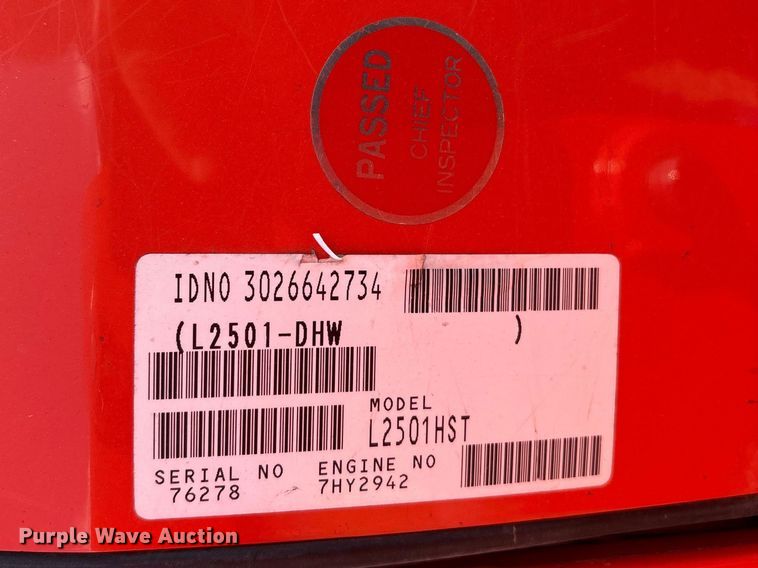 PASSED
CHIEF
INSPECTOR
IDNO 3026642734
(L2501-DHW )
MODEL
L2501HST
SERIAL NO ENGINE NO
76278 7HY2942
Purple Wave Auction